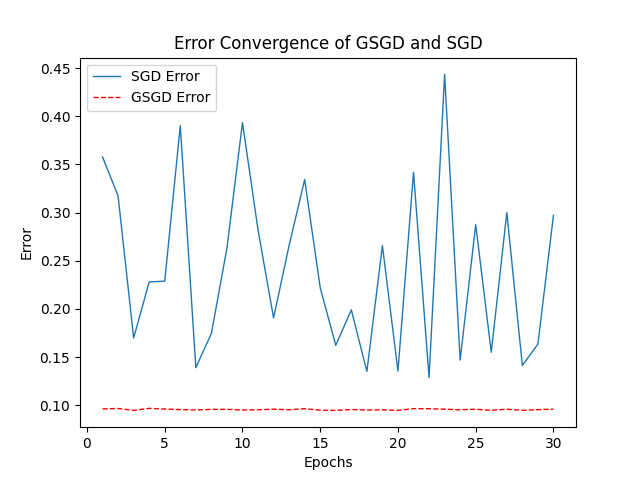 Error Convergence of GSGD and SGD
SGD Error
GSGD Error
0.45
0.40
0.35
0.30
0.25
0.20
0.15
0.10
Error
0 5 10 15 20 25 30
Epochs